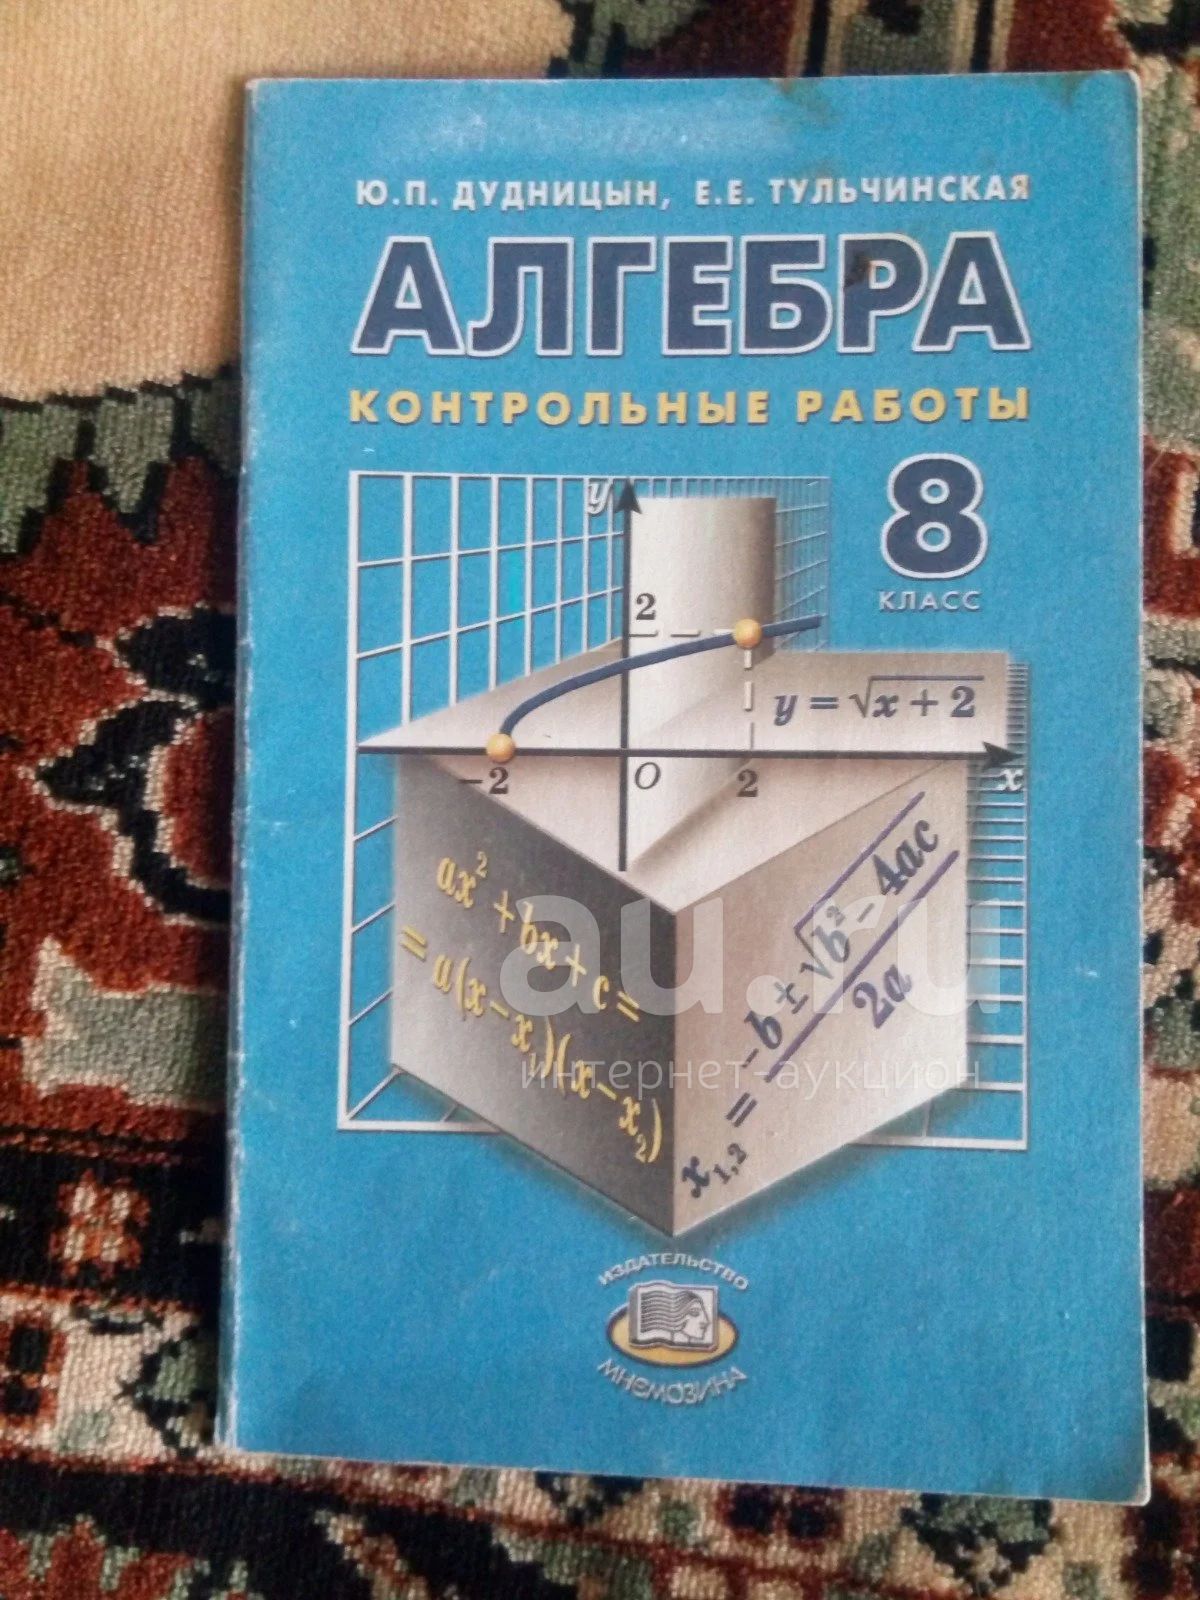 Ю.П. ДУДНИЦЫН, Е.Е. ТУЛЬЧИНСКАЯ
АЛГЕБРА
КОНТРОЛЬНЫЕ РАБОТЫ
8
КЛАСС
y
2
y = √x + 2
-2
O
2
x
ax² + bx + c =
= a(x − x₁)(x − x₂)
x₁,₂ = −b ± √b² − 4ac
2a
au.ru
интернет-аукцион
ИЗДАТЕЛЬСТВО
МНЕМОЗИНА